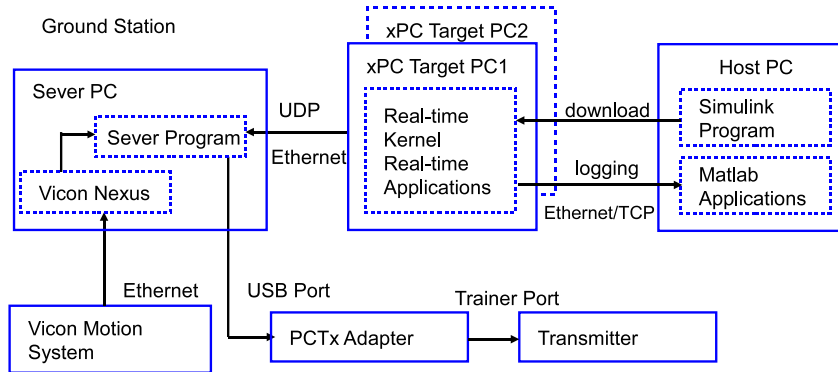 Ground Station
xPC Target PC2
xPC Target PC1
Host PC
Sever PC
UDP
Real-time
Kernel
Real-time
Applications
download
Simulink
Program
Sever Program
Ethernet
logging
Matlab
Applications
Vicon Nexus
Ethernet/TCP
Ethernet
USB Port
Trainer Port
Vicon Motion
System
PCTx Adapter
Transmitter